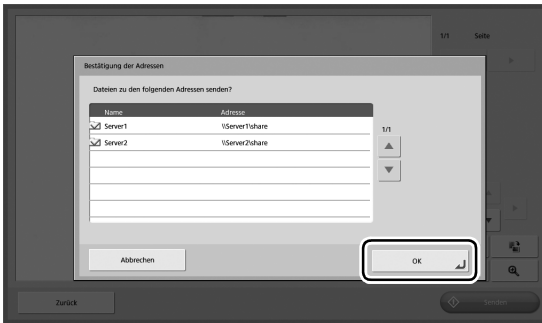 1/1 Seite
Bestätigung der Adressen
Dateien zu den folgenden Adressen senden?
Name Adresse
Server1 \\Server1\share
Server2 \\Server2\share
1/1
Abbrechen OK
Zurück Senden